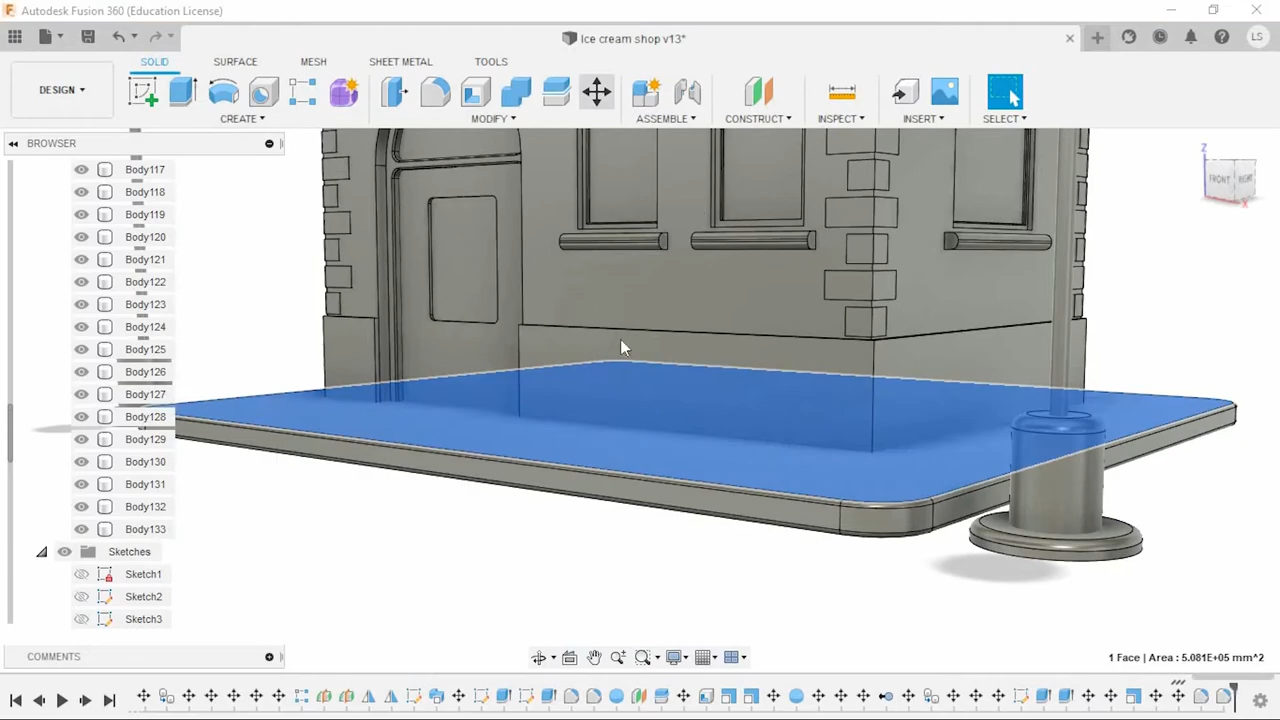 Autodesk Fusion 360 (Education License)
Ice cream shop v13*
LS
SOLID SURFACE MESH SHEET METAL TOOLS
DESIGN
CREATE MODIFY ASSEMBLE CONSTRUCT INSPECT INSERT SELECT
BROWSER
Body117
Body118
Body119
Body120
Body121
Body122
Body123
Body124
Body125
Body126
Body127
Body128
Body129
Body130
Body131
Body132
Body133
Sketches
Sketch1
Sketch2
Sketch3
Z
FRONT
X
COMMENTS
1 Face | Area : 5.081E+05 mm^2